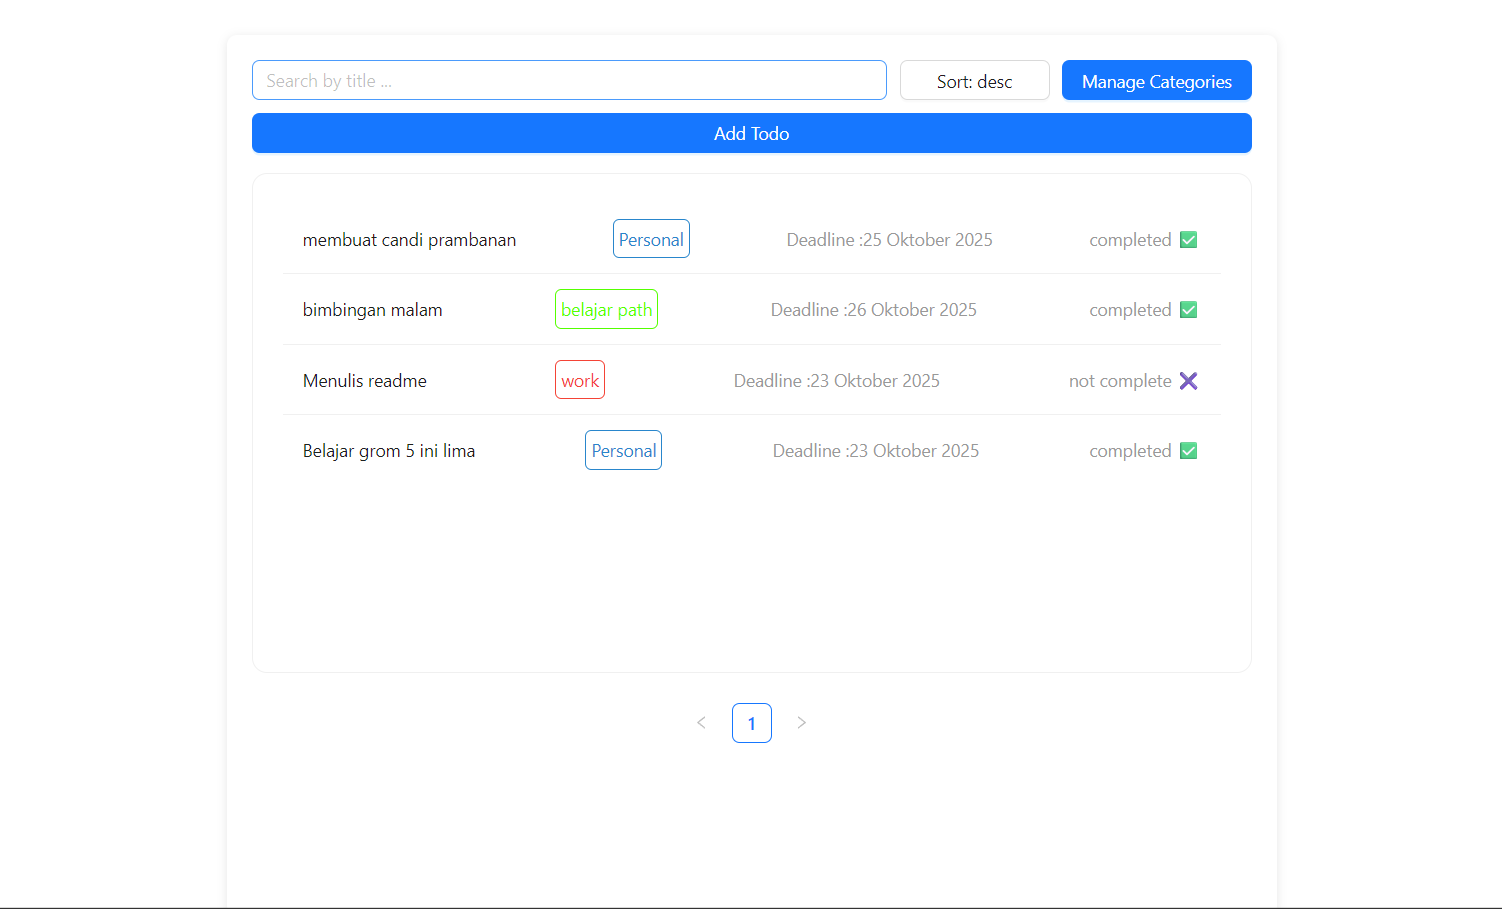 Search by title ...
Sort: desc
Manage Categories
Add Todo
membuat candi prambanan Personal Deadline :25 Oktober 2025 completed ✅
bimbingan malam belajar path Deadline :26 Oktober 2025 completed ✅
Menulis readme work Deadline :23 Oktober 2025 not complete ❌
Belajar grom 5 ini lima Personal Deadline :23 Oktober 2025 completed ✅
< 1 >